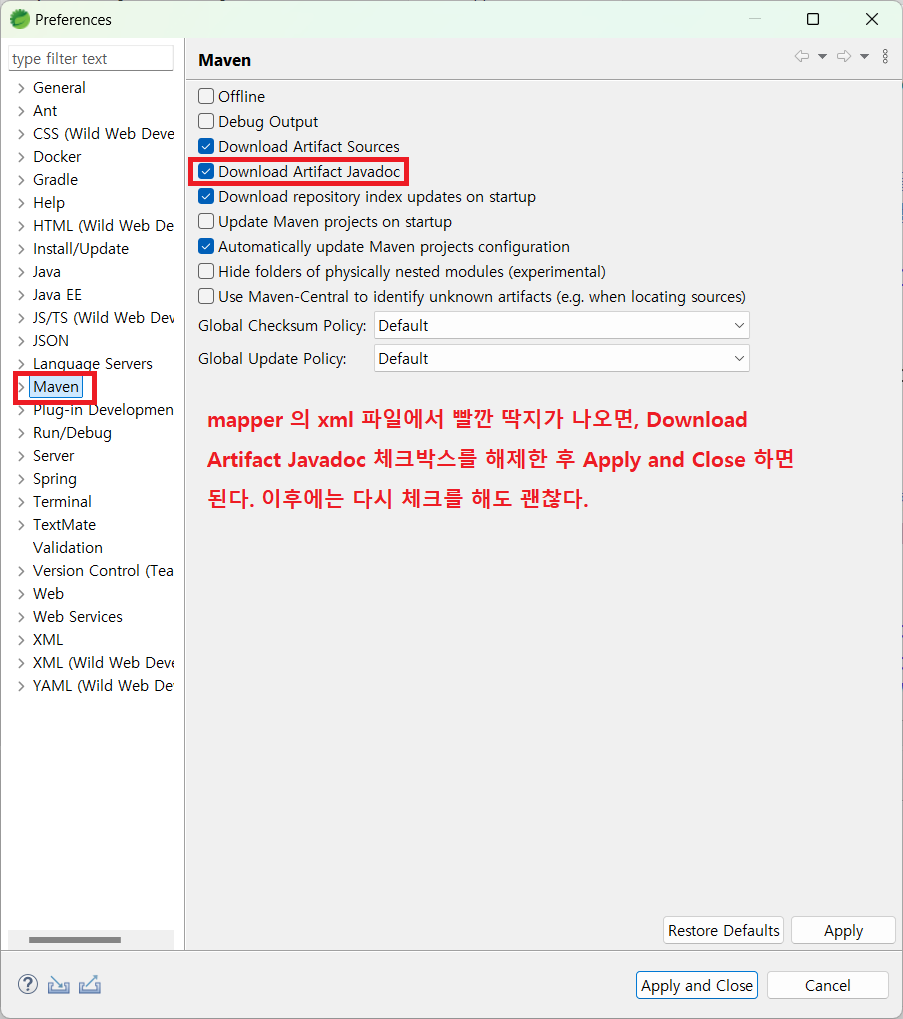 Preferences
type filter text
General
Ant
CSS (Wild Web Deve
Docker
Gradle
Help
HTML (Wild Web De
Install/Update
Java
Java EE
JS/TS (Wild Web Dev
JSON
Language Servers
Maven
Plug-in Developmen
Run/Debug
Server
Spring
Terminal
TextMate
Validation
Version Control (Tea
Web
Web Services
XML
XML (Wild Web Deve
YAML (Wild Web De
Maven
Offline
Debug Output
Download Artifact Sources
Download Artifact Javadoc
Download repository index updates on startup
Update Maven projects on startup
Automatically update Maven projects configuration
Hide folders of physically nested modules (experimental)
Use Maven-Central to identify unknown artifacts (e.g. when locating sources)
Global Checksum Policy: Default
Global Update Policy: Default
mapper 의 xml 파일에서 빨깐 딱지가 나오면, Download
Artifact Javadoc 체크박스를 해제한 후 Apply and Close 하면
된다. 이후에는 다시 체크를 해도 괜찮다.
Restore Defaults Apply
? Apply and Close Cancel